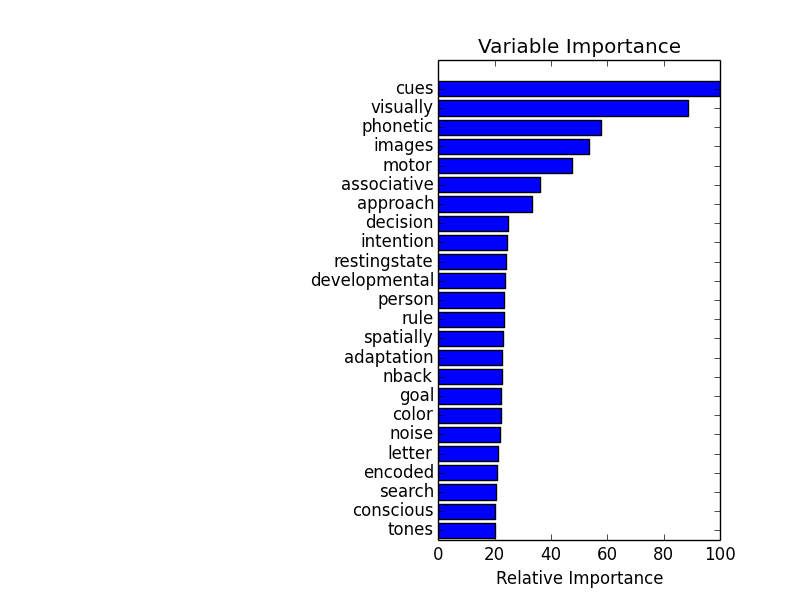 Variable Importance
cues
visually
phonetic
images
motor
associative
approach
decision
intention
restingstate
developmental
person
rule
spatially
adaptation
nback
goal
color
noise
letter
encoded
search
conscious
tones
0 20 40 60 80 100
Relative Importance